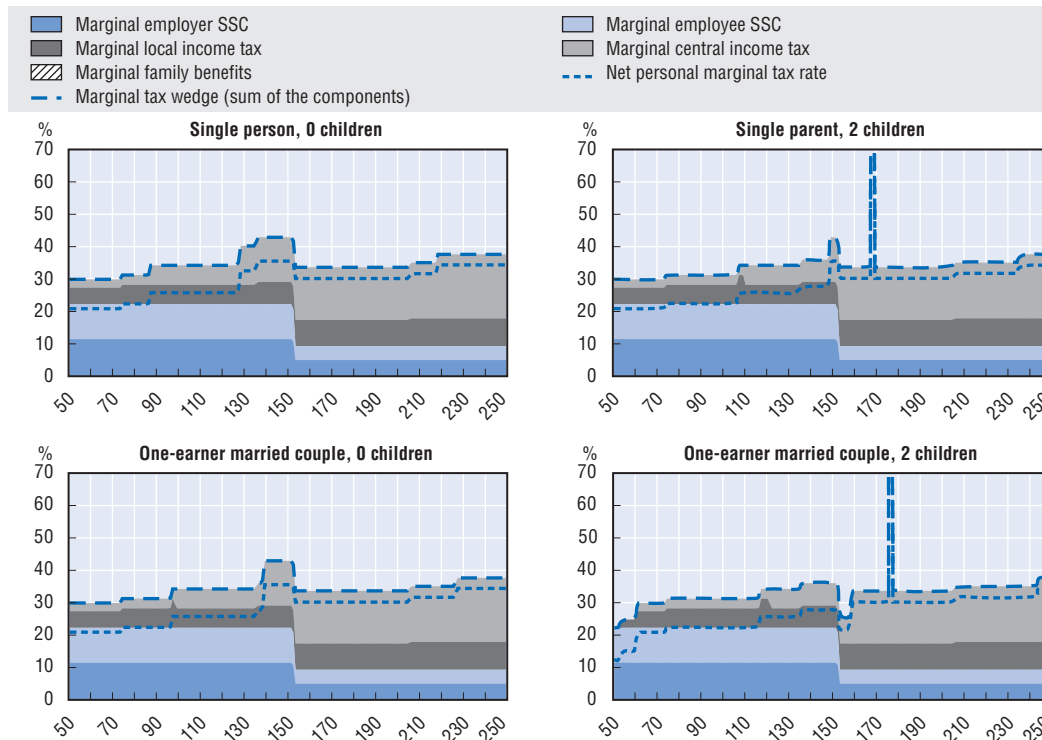 Marginal employer SSC Marginal employee SSC
Marginal local income tax Marginal central income tax
Marginal family benefits Net personal marginal tax rate
Marginal tax wedge (sum of the components)
% Single person, 0 children
70
60
50
40
30
20
10
0
50 70 90 110 130 150 170 190 210 230 250
% Single parent, 2 children
70
60
50
40
30
20
10
0
50 70 90 110 130 150 170 190 210 230 250
% One-earner married couple, 0 children
70
60
50
40
30
20
10
0
50 70 90 110 130 150 170 190 210 230 250
% One-earner married couple, 2 children
70
60
50
40
30
20
10
0
50 70 90 110 130 150 170 190 210 230 250